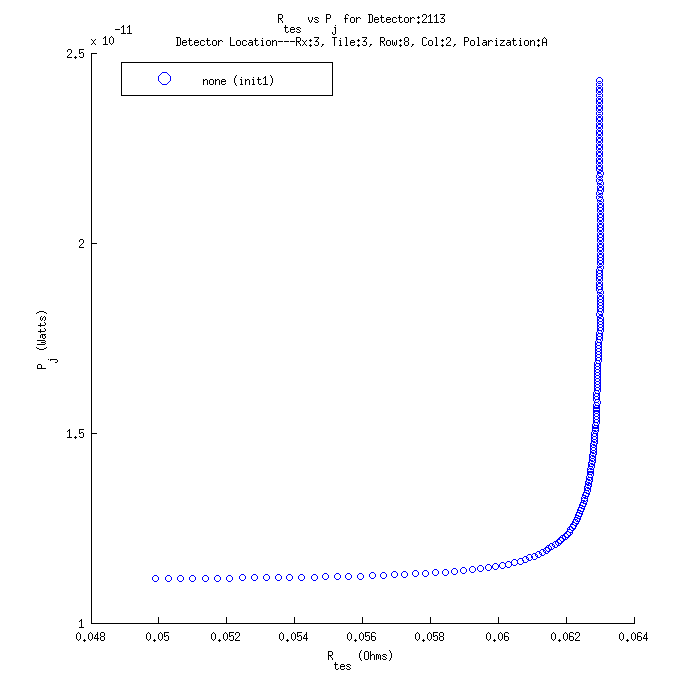 R_tes vs P_j for Detector:2113
x 10^-11
Detector Location---Rx:3, Tile:3, Row:8, Col:2, Polarization:A
none (init1)
2.5
2
1.5
1
P_j (Watts)
0.048 0.05 0.052 0.054 0.056 0.058 0.06 0.062 0.064
R_tes (Ohms)